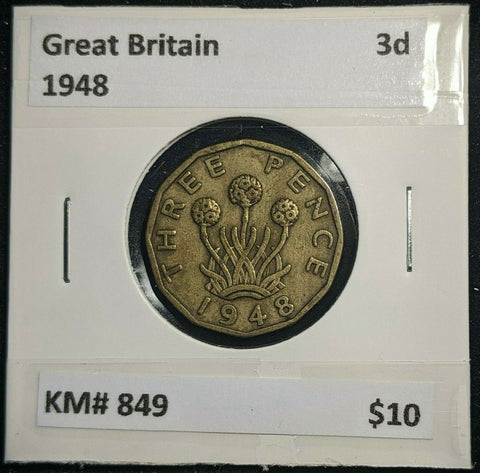 Great Britain 3d
1948
THREE PENCE
1948
KM# 849 $10